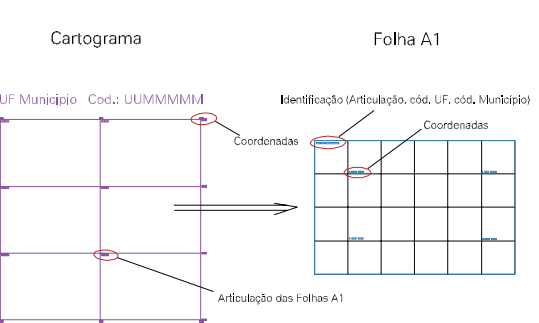 Cartograma
Folha A1
UF Município Cod.: UUMMMMM
Identificação (Articulação, cód. UF, cód. Município)
Coordenadas
Coordenadas
Articulação das Folhas A1